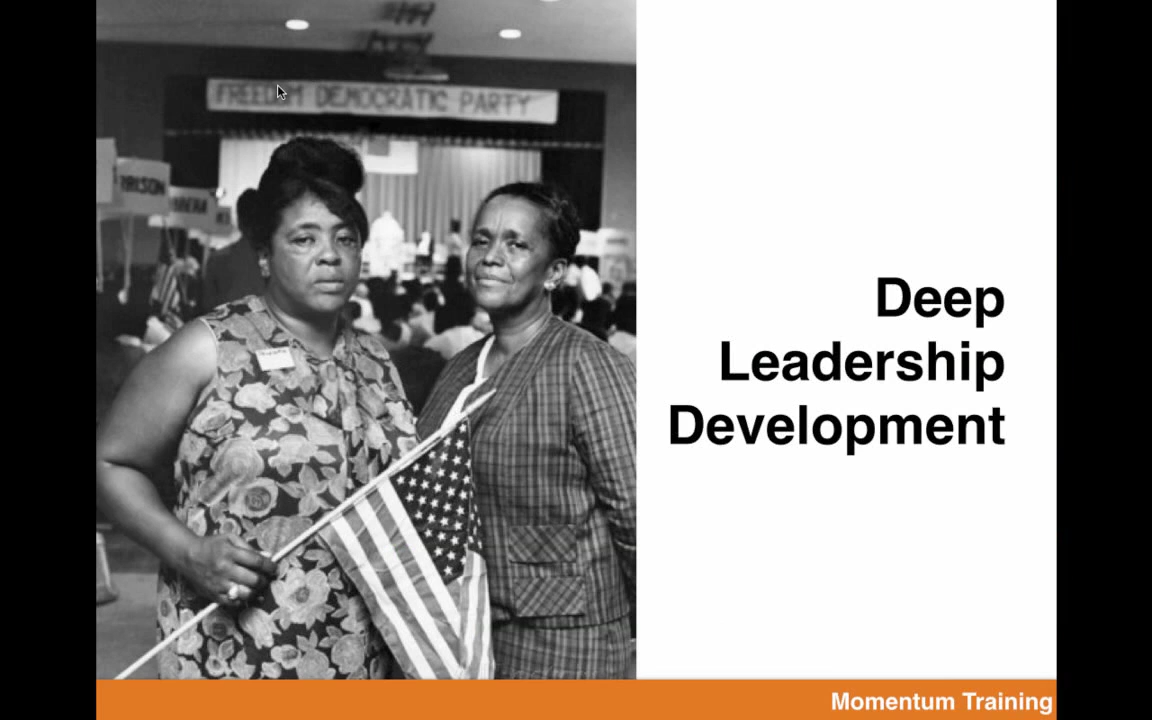 FREEDOM DEMOCRATIC PARTY
Deep
Leadership
Development
Momentum Training